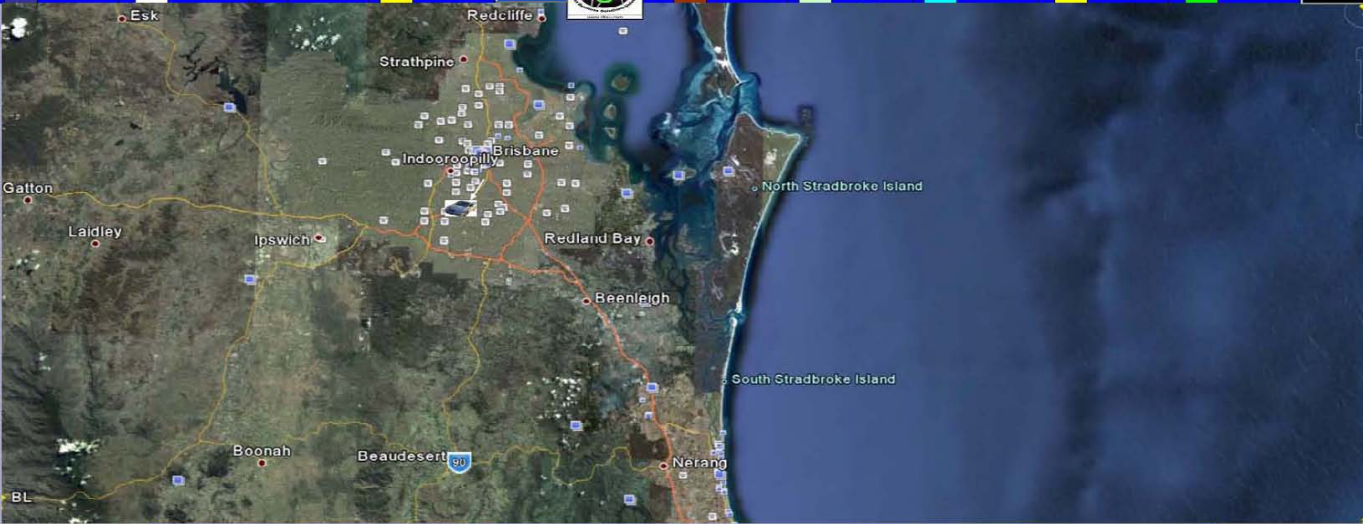 Esk
Redcliffe
Strathpine
Brisbane
Indooroopilly
Gatton
North Stradbroke Island
Laidley
Ipswich
Redland Bay
Beenleigh
South Stradbroke Island
Boonah
Beaudesert
90
Nerang
BL